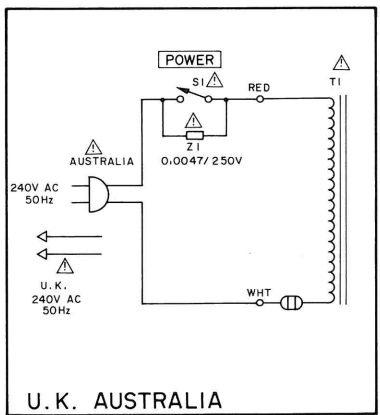 POWER
S1
RED
T1
AUSTRALIA
Z1
0.0047/250V
240V AC
50Hz
U.K.
240V AC
50Hz
WHT
U.K. AUSTRALIA